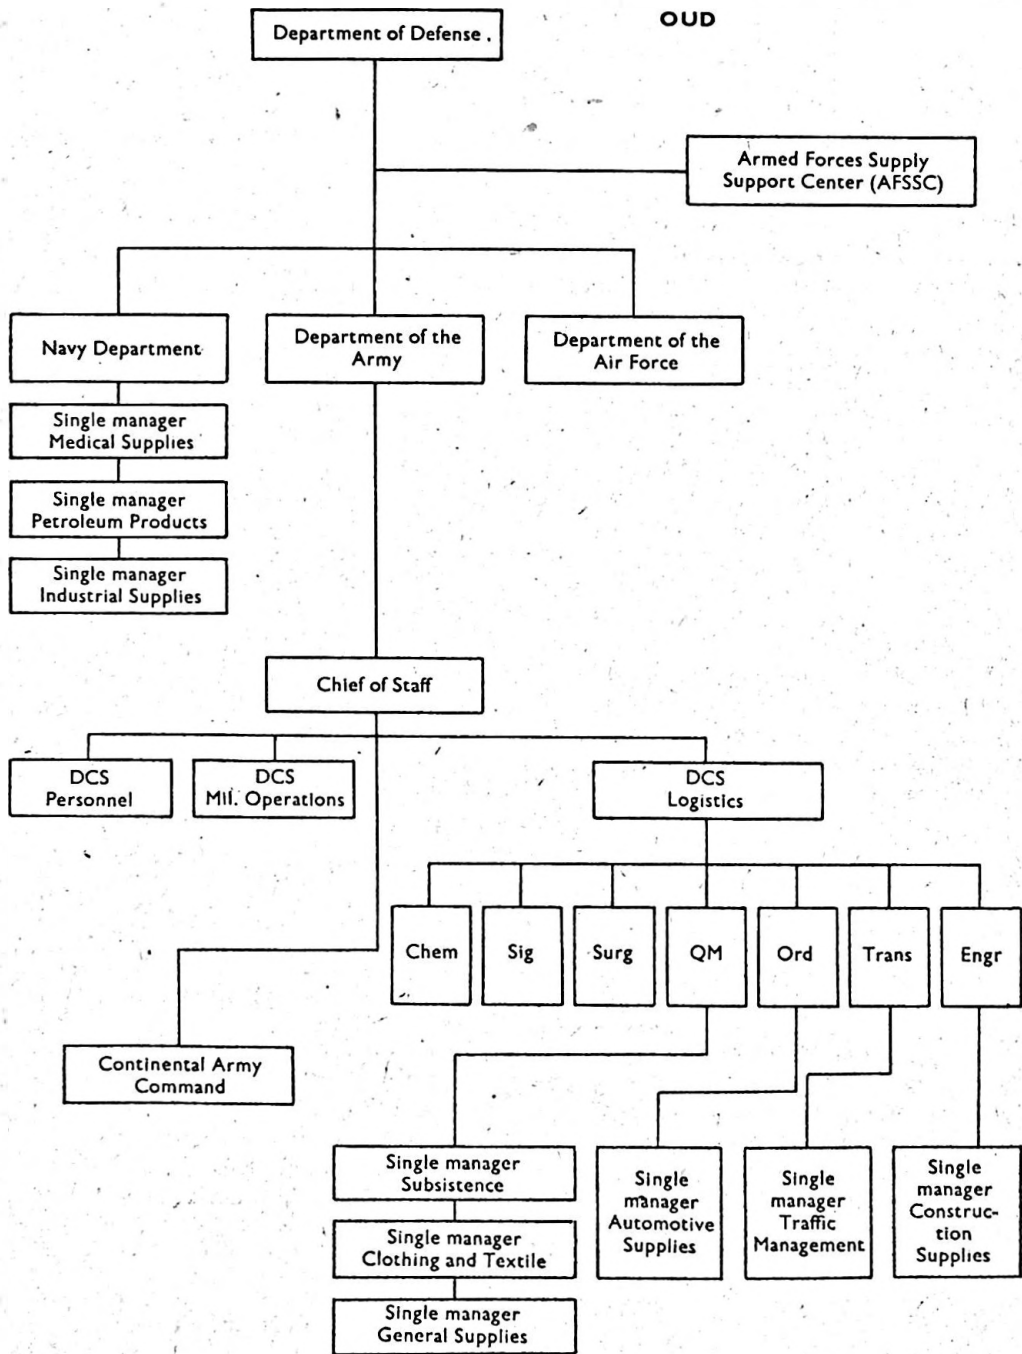 OUD
Department of Defense .
Armed Forces Supply
Support Center (AFSSC)
Navy Department
Department of the
Army
Department of the
Air Force
Single manager
Medical Supplies
Single manager
Petroleum Products
Single manager
Industrial Supplies
Chief of Staff
DCS
Personnel
DCS
Mil. Operations
DCS
Logistics
Chem
Sig
Surg
QM
Ord
Trans
Engr
Continental Army
Command
Single manager
Subsistence
Single manager
Clothing and Textile
Single manager
General Supplies
Single
manager
Automotive
Supplies
Single
manager
Traffic
Management
Single
manager
Construc-
tion
Supplies